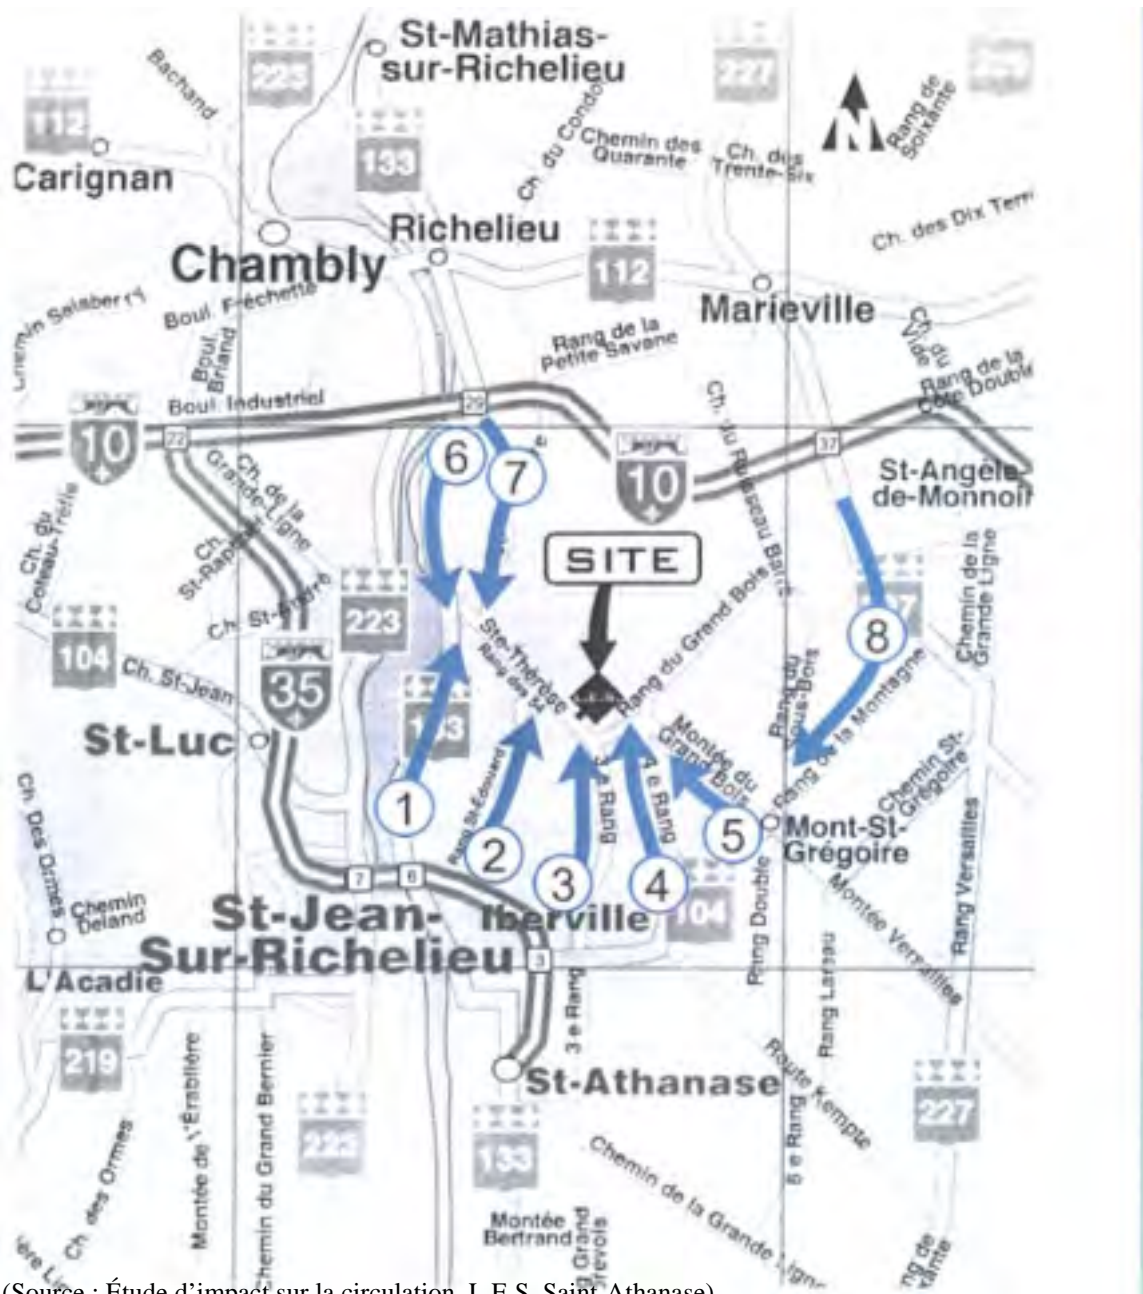 St-Mathias-
sur-Richelieu
Bachand
223
227
112
Carignan
133
Ch. du Condor
Chemin des
Quarante
Ch. des
Trente-Six
N
Rang de
Soixante
Ch. des Dix
Richelieu
Chambly
112
Marieville
Chemin Salaberry
Boul. Fréchette
Boul.
Briand
Boul. Industriel
Rang de la
Petite Savane
Ch. du
Vide
Rang de la
Côte Double
10
22
29
10
37
Ch. du Ruisseau Barré
St-Angèle-
de-Monnoir
6
7
Ch. de la
Grande-Ligne
Ch.
St-Raphaël
Ch. du
Coteau-Trèfle
SITE
Ch. St-André
223
104
Ch. St-Jean
35
St-Luc
Ste-Thérèse
Rang des 54
Rang du Grand Bois
8
Chemin de la
Grande Ligne
Rang du
Sous-Bois
Rang de la Montagne
Montée du
Grand Bois
Chemin St-
Grégoire
Rang St-Édouard
e Rang
e Rang
1
2
3
4
5
Mont-St-
Grégoire
Ch. Des Ormes
Chemin
Deland
7
6
St-Jean-
Sur-Richelieu
Iberville
104
3
Rang Double
Montée Versailles
Rang Versailles
Rang Larsau
L'Acadie
219
3 e Rang
St-Athanase
Montée de l'Érablière
Chemin du Grand Bernier
Ch. des Ormes
133
Route Kempte
5 e Rang
227
Chemin de la Grande Ligne
Montée
Bertrand
(Source : Étude d'impact sur la circulation, L.E.S. Saint-Athanase)